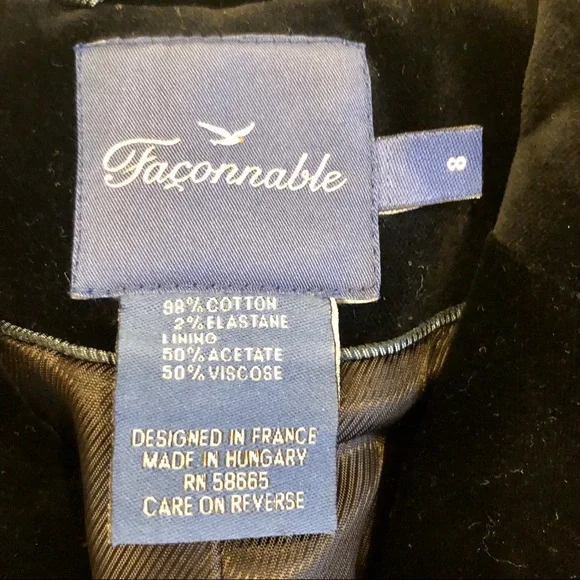 Façonnable
8
98% COTTON
2% ELASTANE
LINING
50% ACETATE
50% VISCOSE
DESIGNED IN FRANCE
MADE IN HUNGARY
RN 58665
CARE ON REVERSE